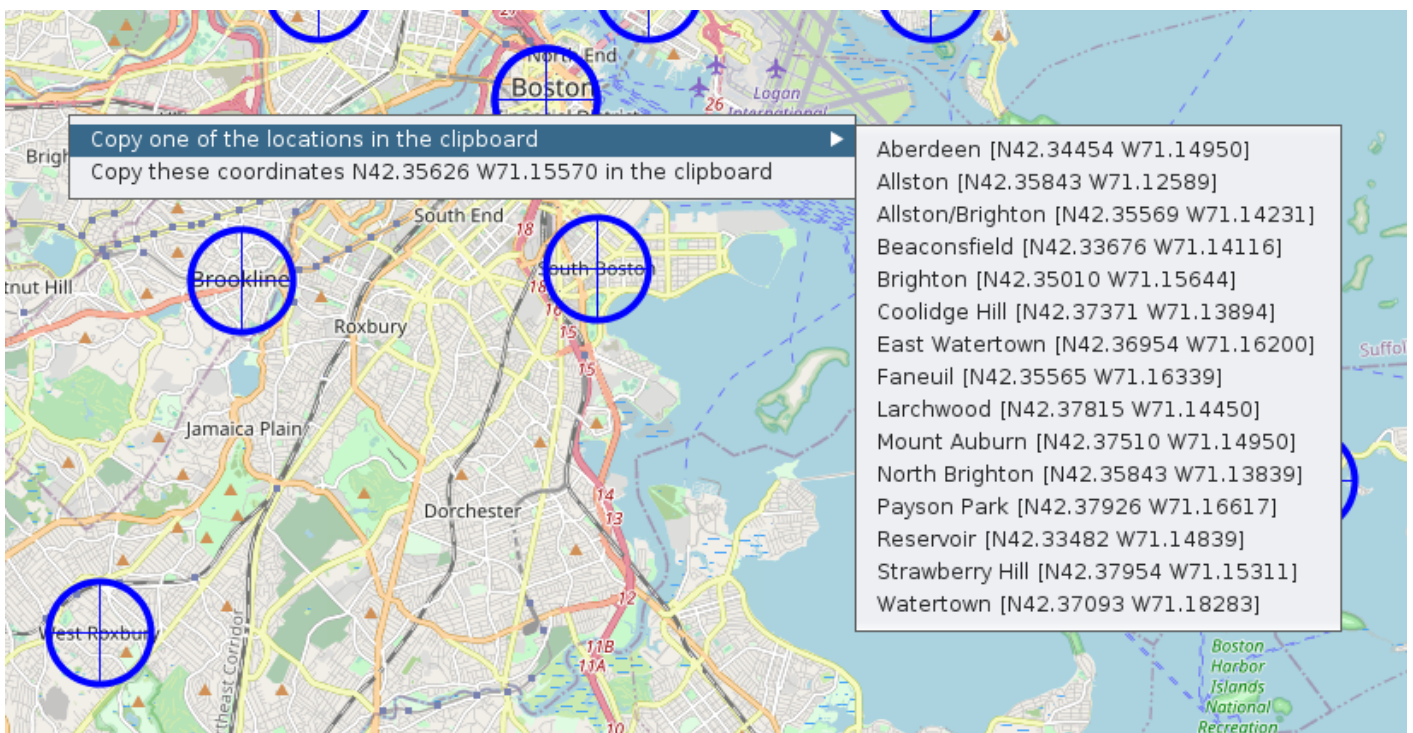 21
North End
Boston
Logan
International
26
Copy one of the locations in the clipboard
Copy these coordinates N42.35626 W71.15570 in the clipboard
Aberdeen [N42.34454 W71.14950]
Allston [N42.35843 W71.12589]
Allston/Brighton [N42.35569 W71.14231]
Beaconsfield [N42.33676 W71.14116]
Brighton [N42.35010 W71.15644]
Coolidge Hill [N42.37371 W71.13894]
East Watertown [N42.36954 W71.16200]
Faneuil [N42.35565 W71.16339]
Larchwood [N42.37815 W71.14450]
Mount Auburn [N42.37510 W71.14950]
North Brighton [N42.35843 W71.13839]
Payson Park [N42.37926 W71.16617]
Reservoir [N42.33482 W71.14839]
Strawberry Hill [N42.37954 W71.15311]
Watertown [N42.37093 W71.18283]
Brigh
South End
18
South Boston
Brookline
tnut Hill
18
16
15
Roxbury
15
Suffol
Jamaica Plain
14
Dorchester
13
12
West Roxbury
11B
11A
theast Corridor
10
Boston
Harbor
Islands
National
Recreation